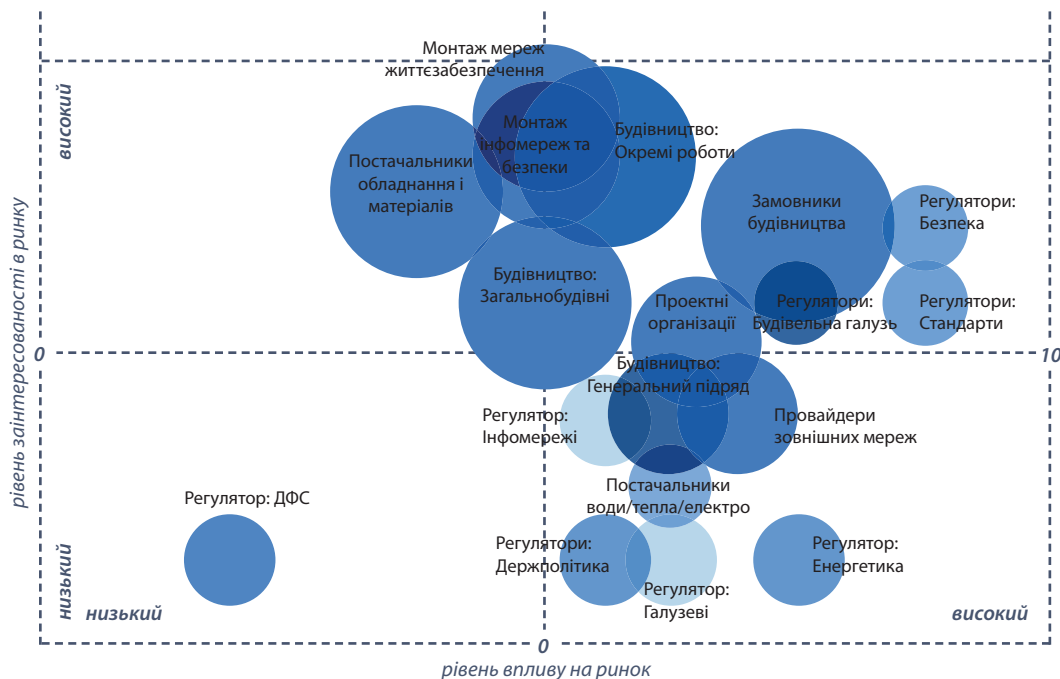 Монтаж мереж
життєзабезпечення
Монтаж
інфомереж та
безпеки
Будівництво:
Окремі роботи
Постачальники
обладнання і
матеріалів
Замовники
будівництва
Регулятори:
Безпека
Будівництво:
Загальнобудівні
Проектні
організації
Регулятори:
Будівельна галузь
Регулятори:
Стандарти
високий
рівень заінтересованості в ринку
0
10
Будівництво:
Генеральний підряд
Регулятор:
Інфомережі
Провайдери
зовнішних мереж
Постачальники
води/тепла/електро
Регулятор: ДФС
Регулятори:
Держполітика
Регулятор:
Галузеві
Регулятор:
Енергетика
низький
низький
високий
0
рівень впливу на ринок